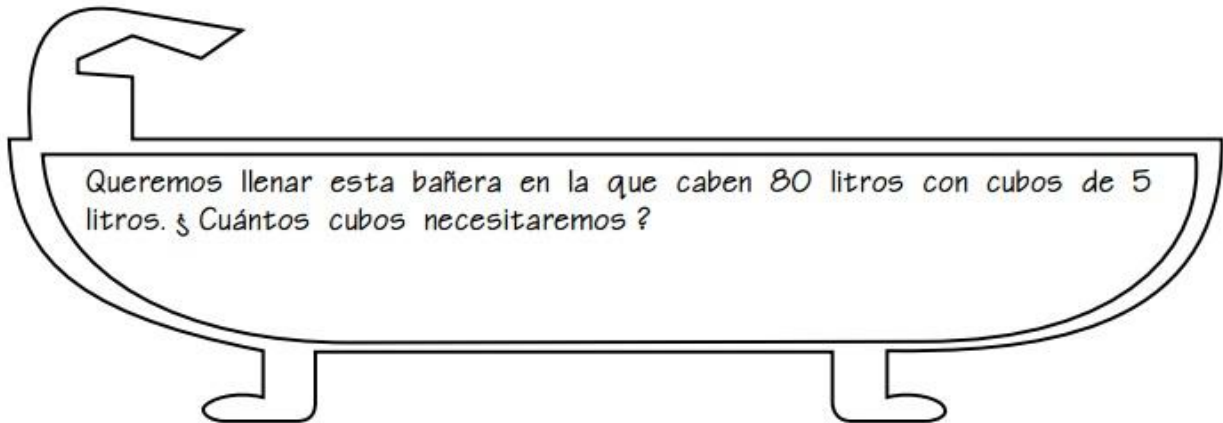 Queremos llenar esta bañera en la que caben 80 litros con cubos de 5
litros. ¿ Cuántos cubos necesitaremos ?